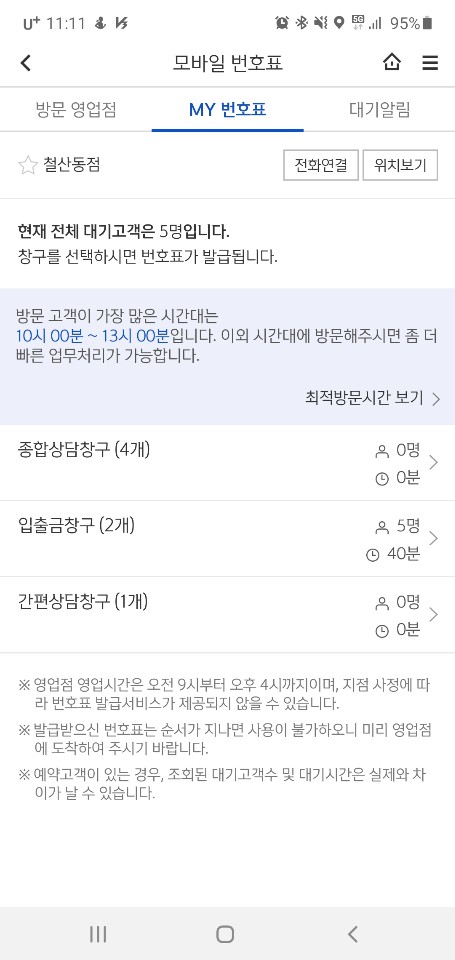 U+ 11:11 5G 95%
모바일 번호표
방문 영업점 MY 번호표 대기알림
철산동점 전화연결 위치보기
현재 전체 대기고객은 5명입니다.
창구를 선택하시면 번호표가 발급됩니다.
방문 고객이 가장 많은 시간대는
10시 00분 ~ 13시 00분입니다. 이외 시간대에 방문해주시면 좀 더
빠른 업무처리가 가능합니다.
최적방문시간 보기
종합상담창구 (4개) 0명
0분
입출금창구 (2개) 5명
40분
간편상담창구 (1개) 0명
0분
※ 영업점 영업시간은 오전 9시부터 오후 4시까지이며, 지점 사정에 따
라 번호표 발급서비스가 제공되지 않을 수 있습니다.
※ 발급받으신 번호표는 순서가 지나면 사용이 불가하오니 미리 영업점
에 도착하여 주시기 바랍니다.
※ 예약고객이 있는 경우, 조회된 대기고객수 및 대기시간은 실제와 차
이가 날 수 있습니다.